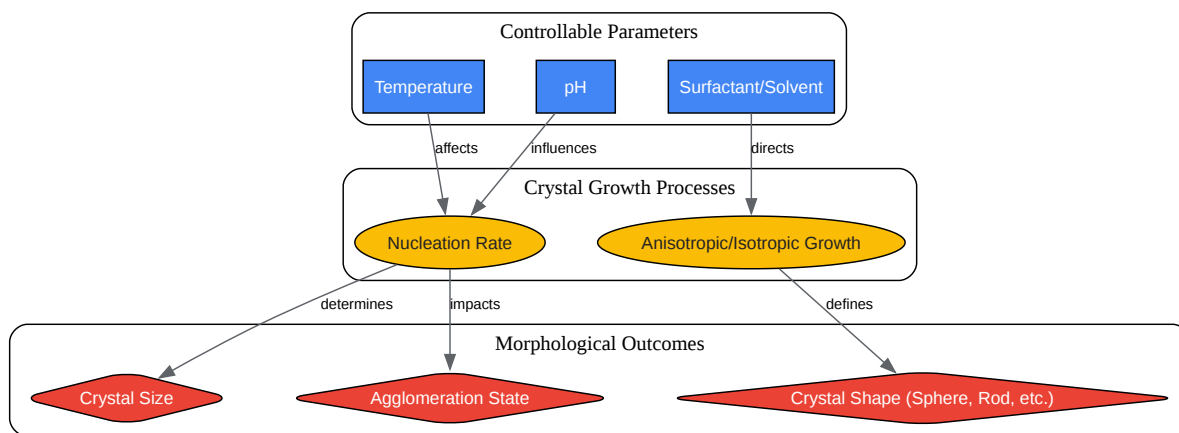 Controllable Parameters
Temperature
pH
Surfactant/Solvent
affects
influences
directs
Crystal Growth Processes
Nucleation Rate
Anisotropic/Isotropic Growth
determines
impacts
defines
Morphological Outcomes
Crystal Size
Agglomeration State
Crystal Shape (Sphere, Rod, etc.)